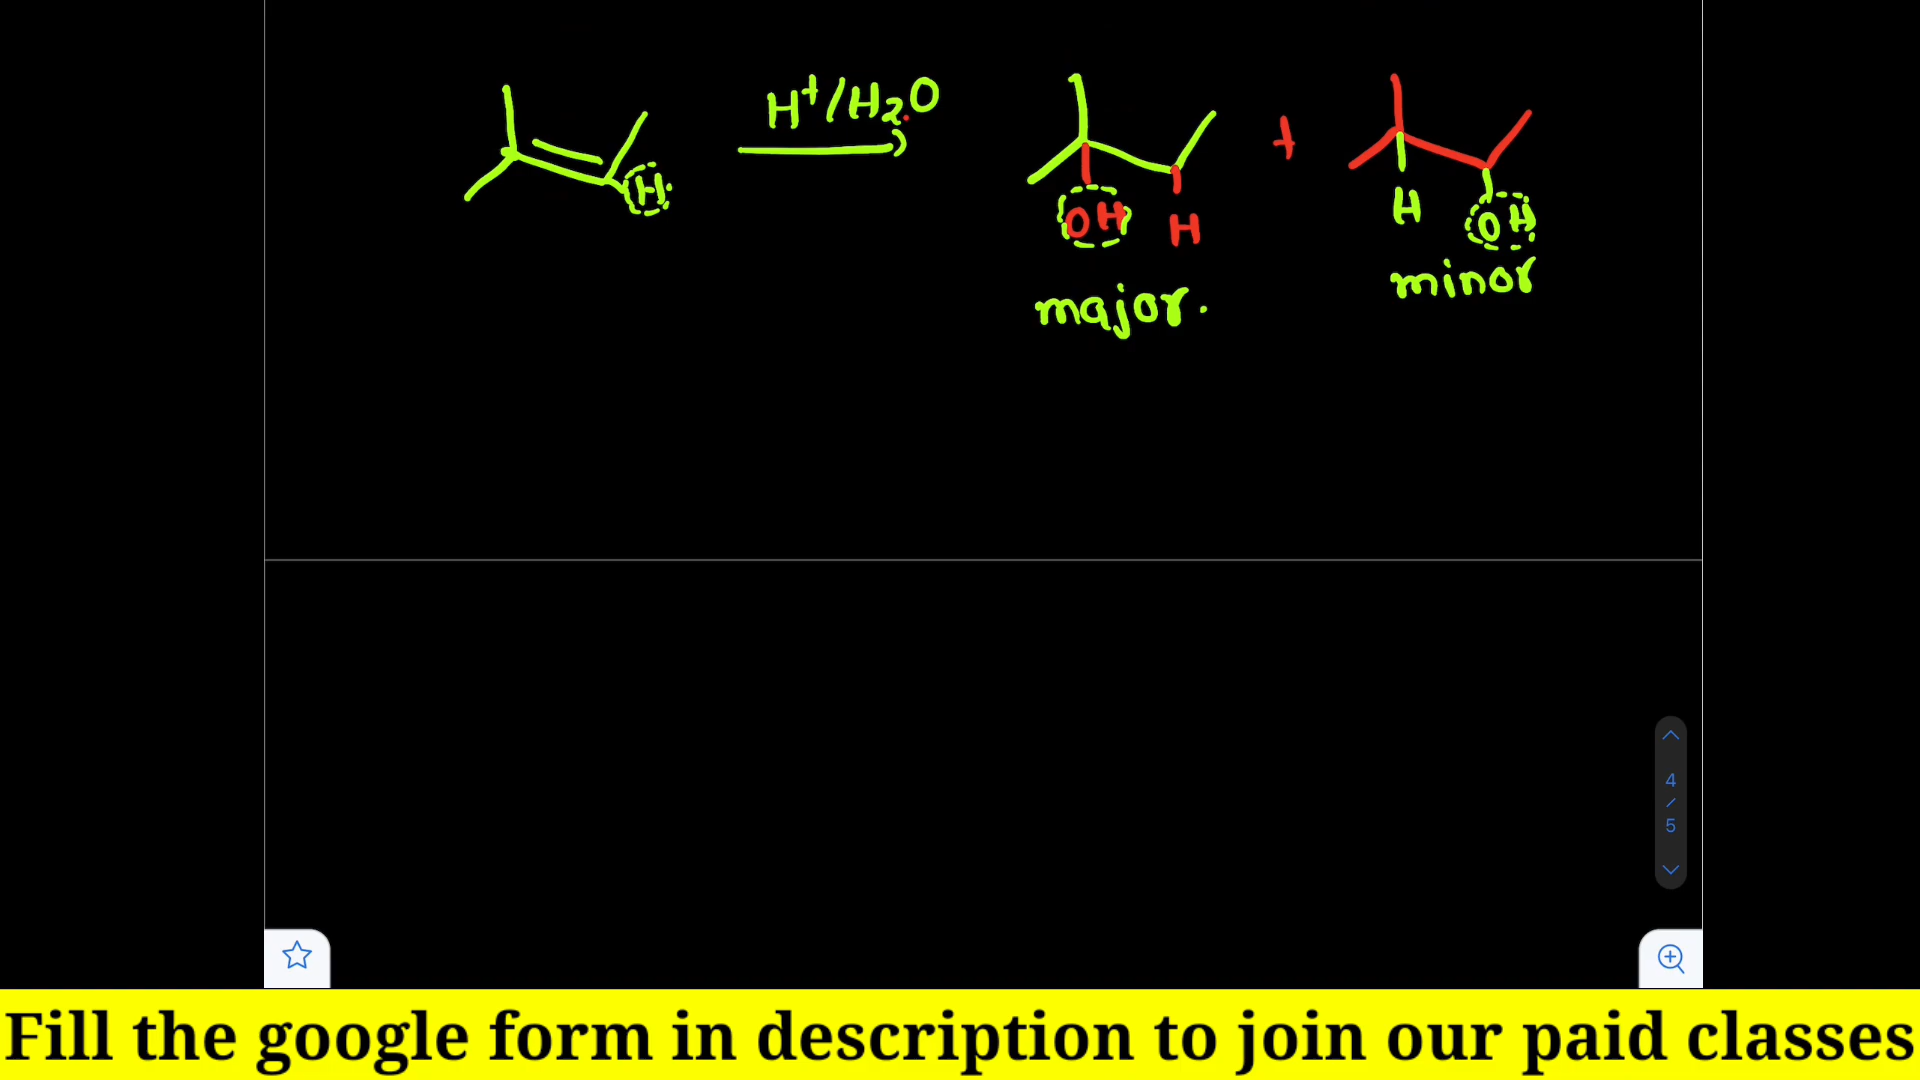 H⁺/H₂O
H
+
OH
H
H
OH
major.
minor
4
/
5
Fill the google form in description to join our paid classes